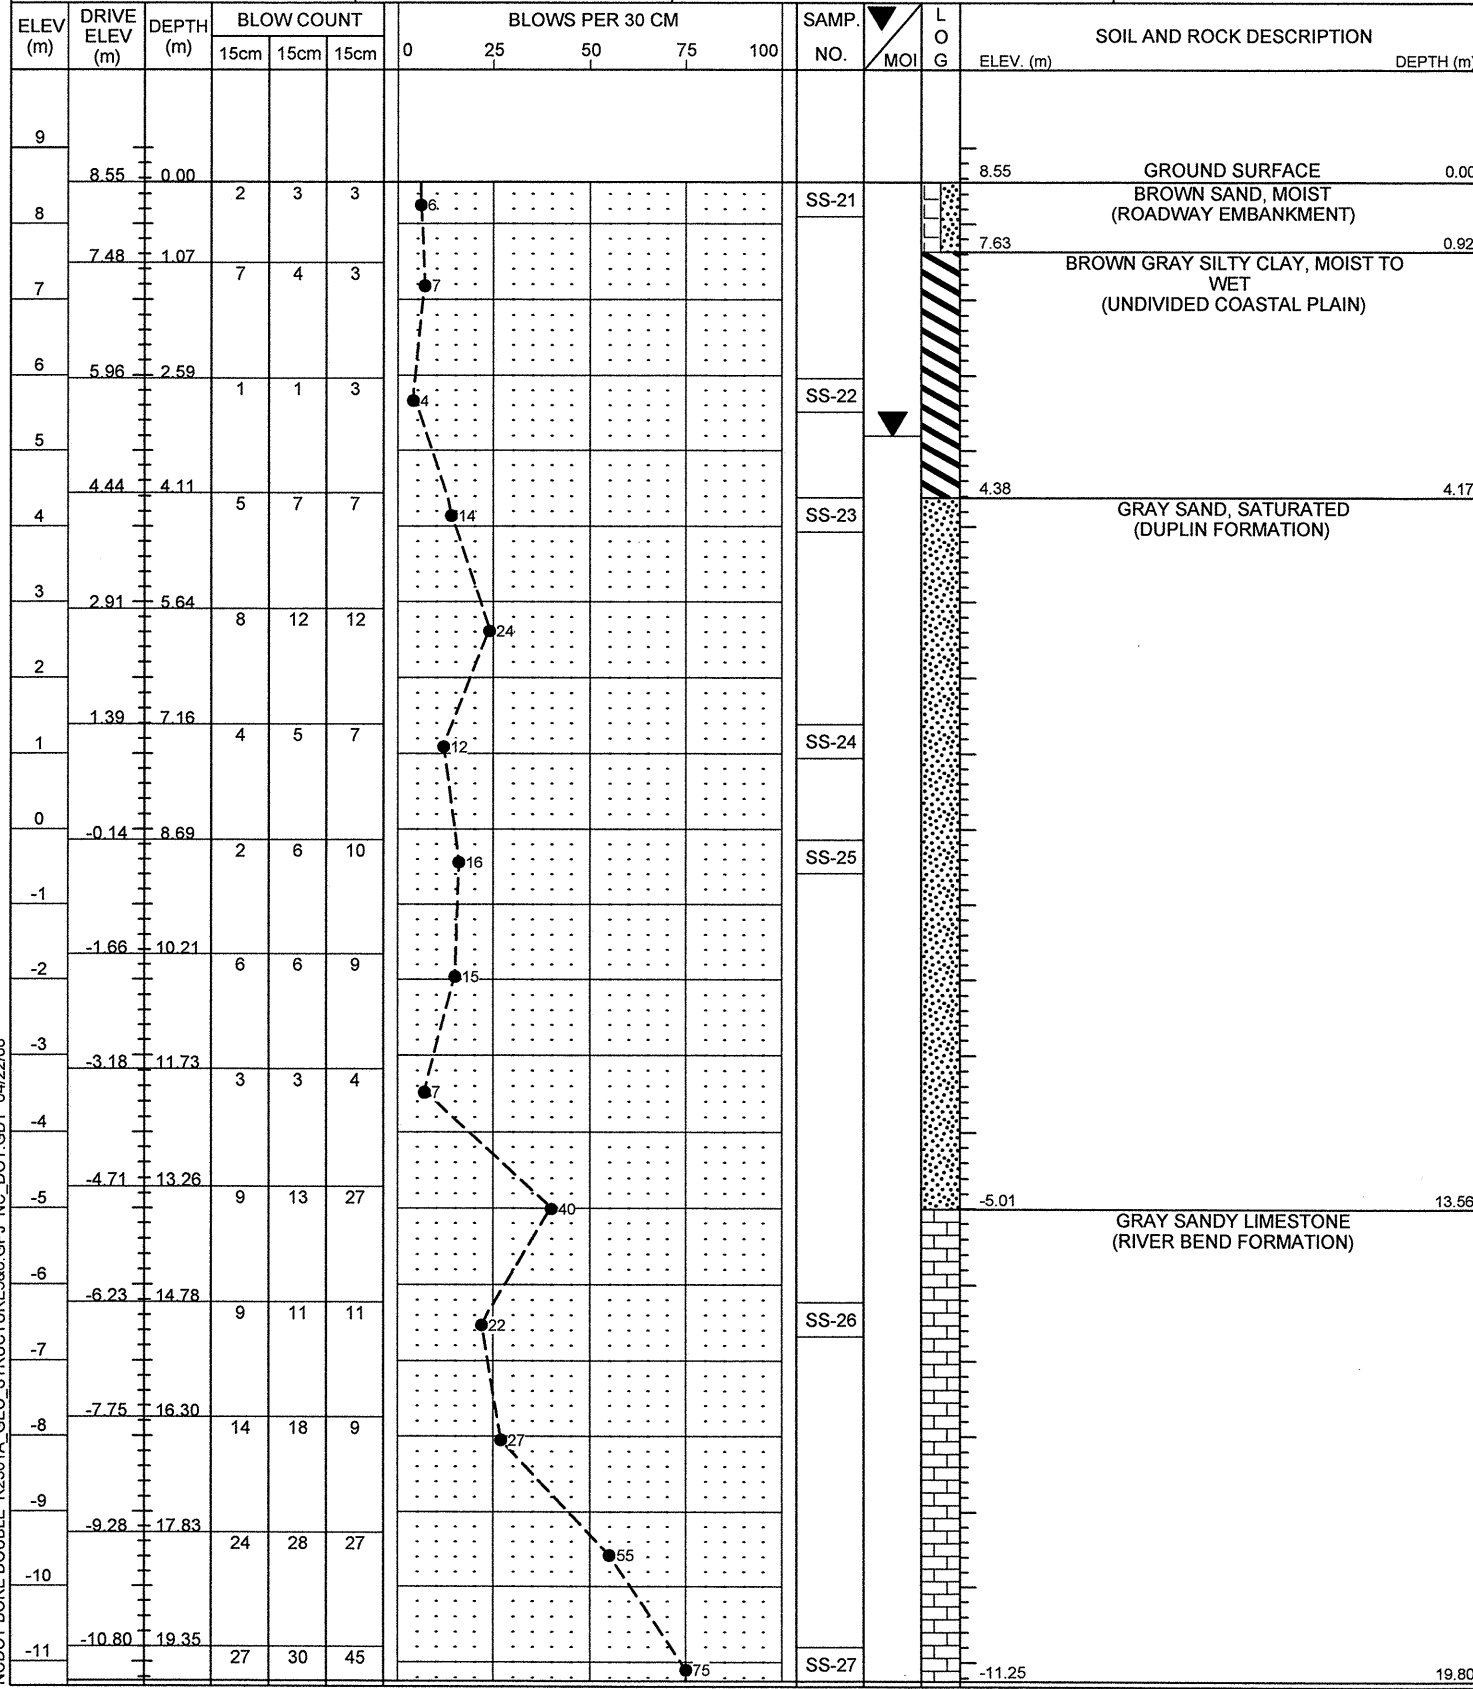 ELEV (m) DRIVE ELEV (m) DEPTH (m) BLOW COUNT BLOWS PER 30 CM SAMP. NO. MOI LOG SOIL AND ROCK DESCRIPTION
15cm 15cm 15cm 0 25 50 75 100 ELEV. (m) DEPTH (m)
9
8.55 0.00 8.55 GROUND SURFACE 0.00
2 3 3 6 SS-21 BROWN SAND, MOIST
8 (ROADWAY EMBANKMENT)
7.63 0.92
7.48 1.07
7 4 3 7 BROWN GRAY SILTY CLAY, MOIST TO
7 WET
(UNDIVIDED COASTAL PLAIN)
6
5.96 2.59
1 1 3 4 SS-22
5
4.44 4.11 4.38 4.17
5 7 7 14 SS-23 GRAY SAND, SATURATED
4 (DUPLIN FORMATION)
3
2.91 5.64
8 12 12 24
2
1.39 7.16
4 5 7 12 SS-24
1
0
-0.14 8.69
2 6 10 16 SS-25
-1
-1.66 10.21
6 6 9 15
-2
-3
-3.18 11.73
3 3 4 7
-4
-4.71 13.26
9 13 27 40
-5 -5.01 13.56
GRAY SANDY LIMESTONE
(RIVER BEND FORMATION)
-6
-6.23 14.78
9 11 11 22 SS-26
-7
-7.75 16.30
14 18 9 27
-8
-9
-9.28 17.83
24 28 27 55
-10
-10.80 19.35
27 30 45 75 SS-27
-11
-11.25 19.80